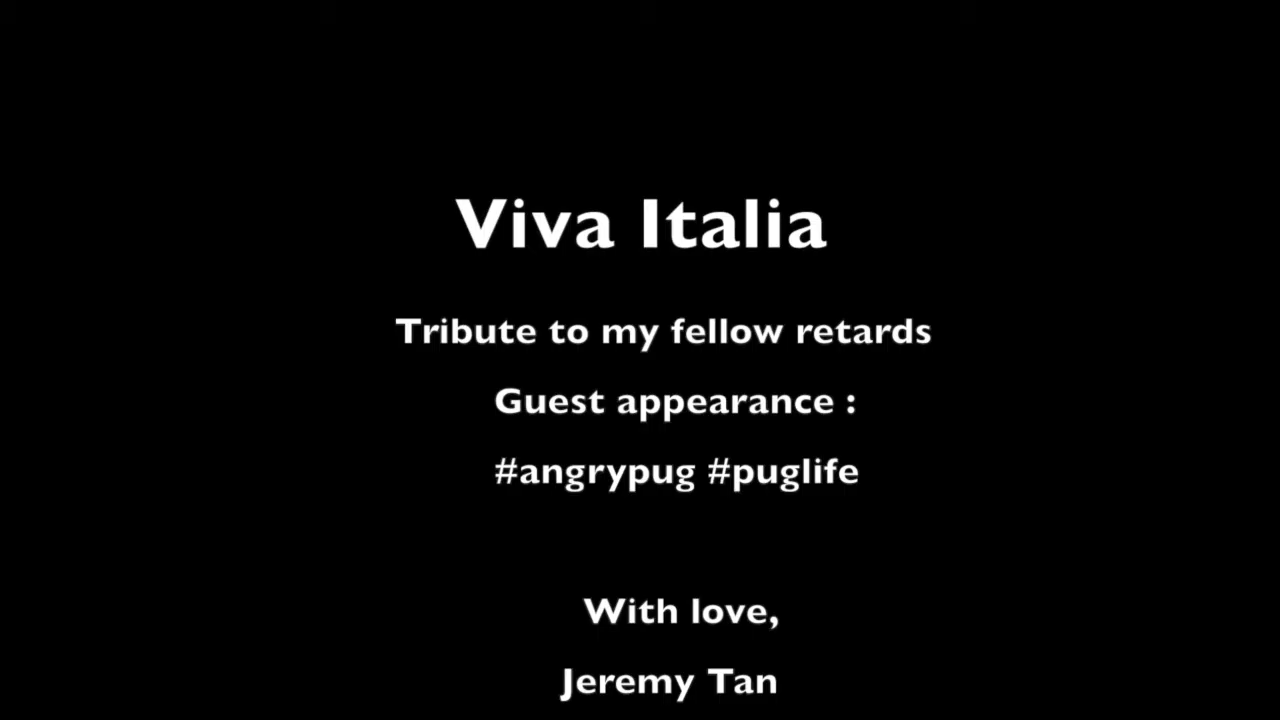 Viva Italia
Tribute to my fellow retards
Guest appearance :
#angrypug #puglife
With love,
Jeremy Tan